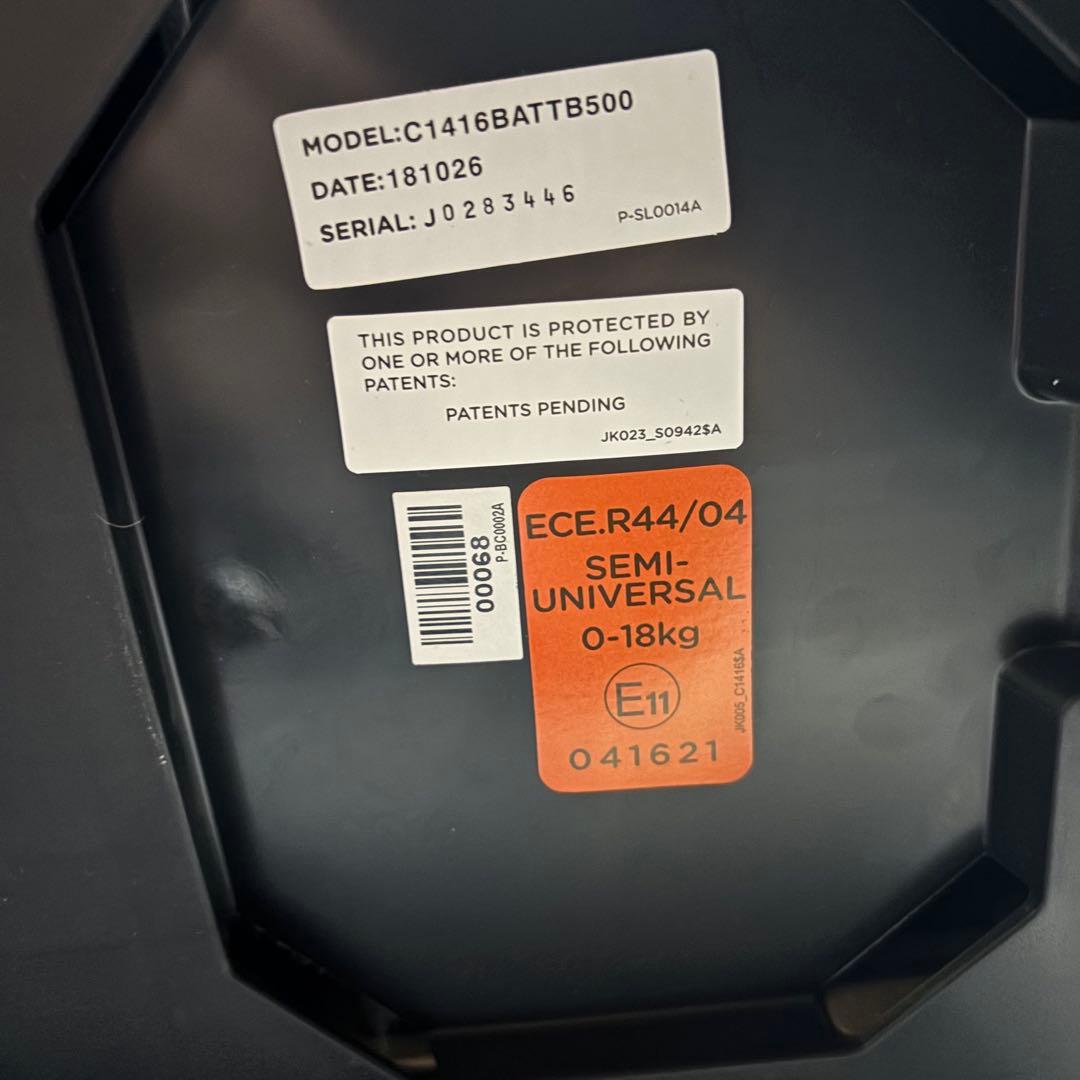 MODEL:C1416BATTB500
DATE:181026
SERIAL: J0283446
P-SL0014A
THIS PRODUCT IS PROTECTED BY
ONE OR MORE OF THE FOLLOWING
PATENTS:
PATENTS PENDING
JK023_S0942$A
00068
P-BC0002A
ECE.R44/04
SEMI-
UNIVERSAL
0-18kg
E11
041621
JK005_C1416$A